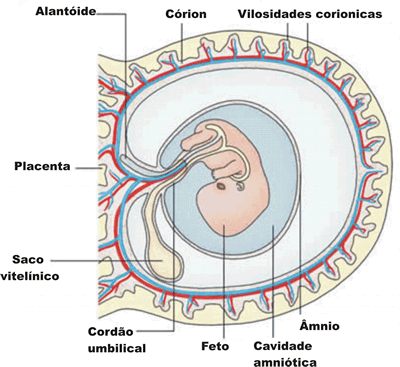 Alantóide
Córion
Vilosidades corionicas
Placenta
Saco
vitelínico
Cordão
umbilical
Feto
Cavidade
amniótica
Âmnio